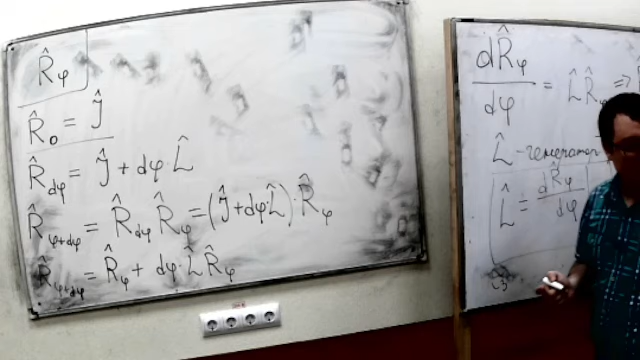 R̂_φ
R̂₀ = Ĵ
R̂_dφ = Ĵ + dφ · L̂
R̂_φ+dφ = R̂_dφ R̂_φ = (Ĵ + dφ·L̂) · R̂_φ
R̂_φ+dφ = R̂_φ + dφ · L̂ R̂_φ
dR̂_φ / dφ = L̂ R̂_φ ⇒
L̂ - генератор
L̂ = dR̂_φ / dφ